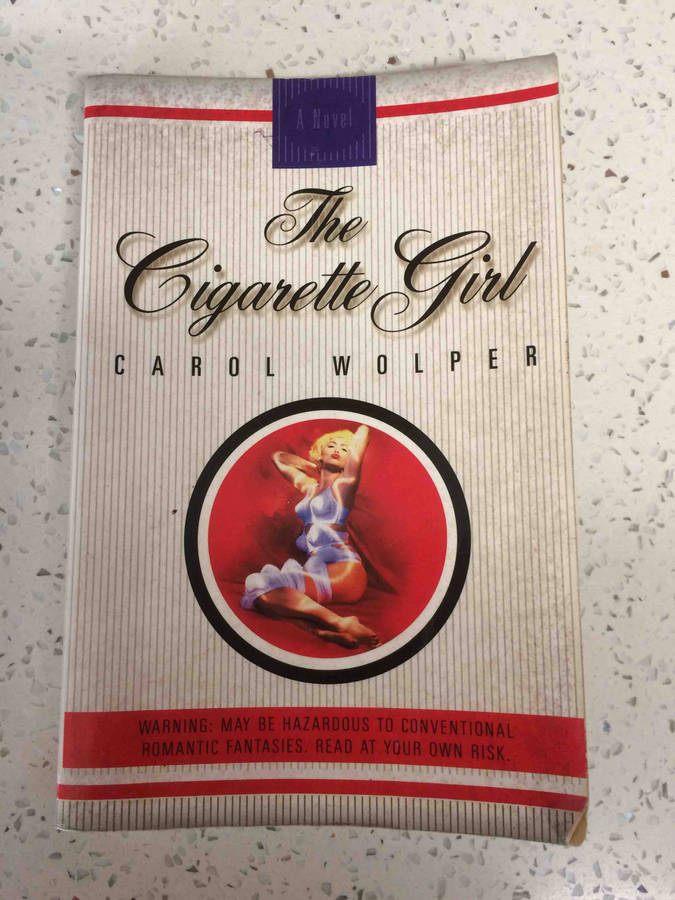 A Novel
The
Cigarette Girl
CAROL WOLPER
WARNING: MAY BE HAZARDOUS TO CONVENTIONAL
ROMANTIC FANTASIES. READ AT YOUR OWN RISK.